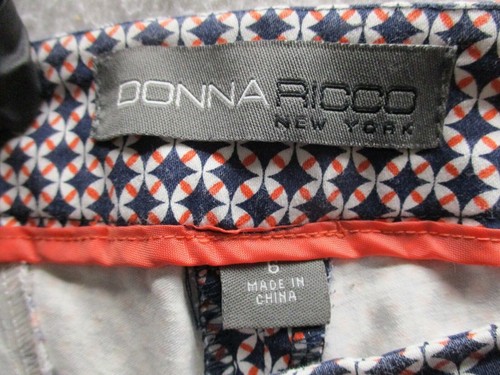 DONNA RICCO
NEW YORK
6
MADE IN
CHINA